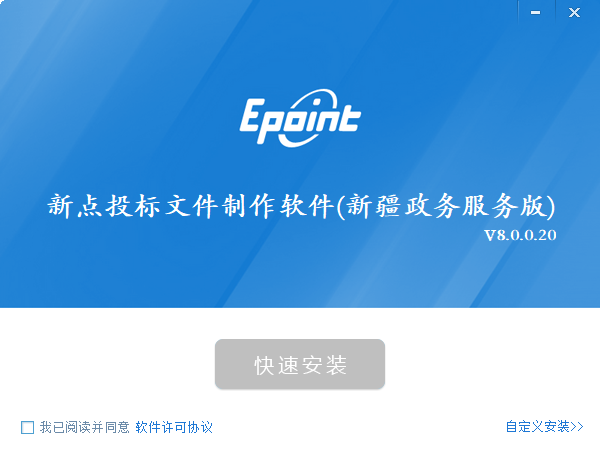 Epoint
新点投标文件制作软件(新疆政务服务版)
V8.0.0.20
快速安装
我已阅读并同意 软件许可协议
自定义安装>>